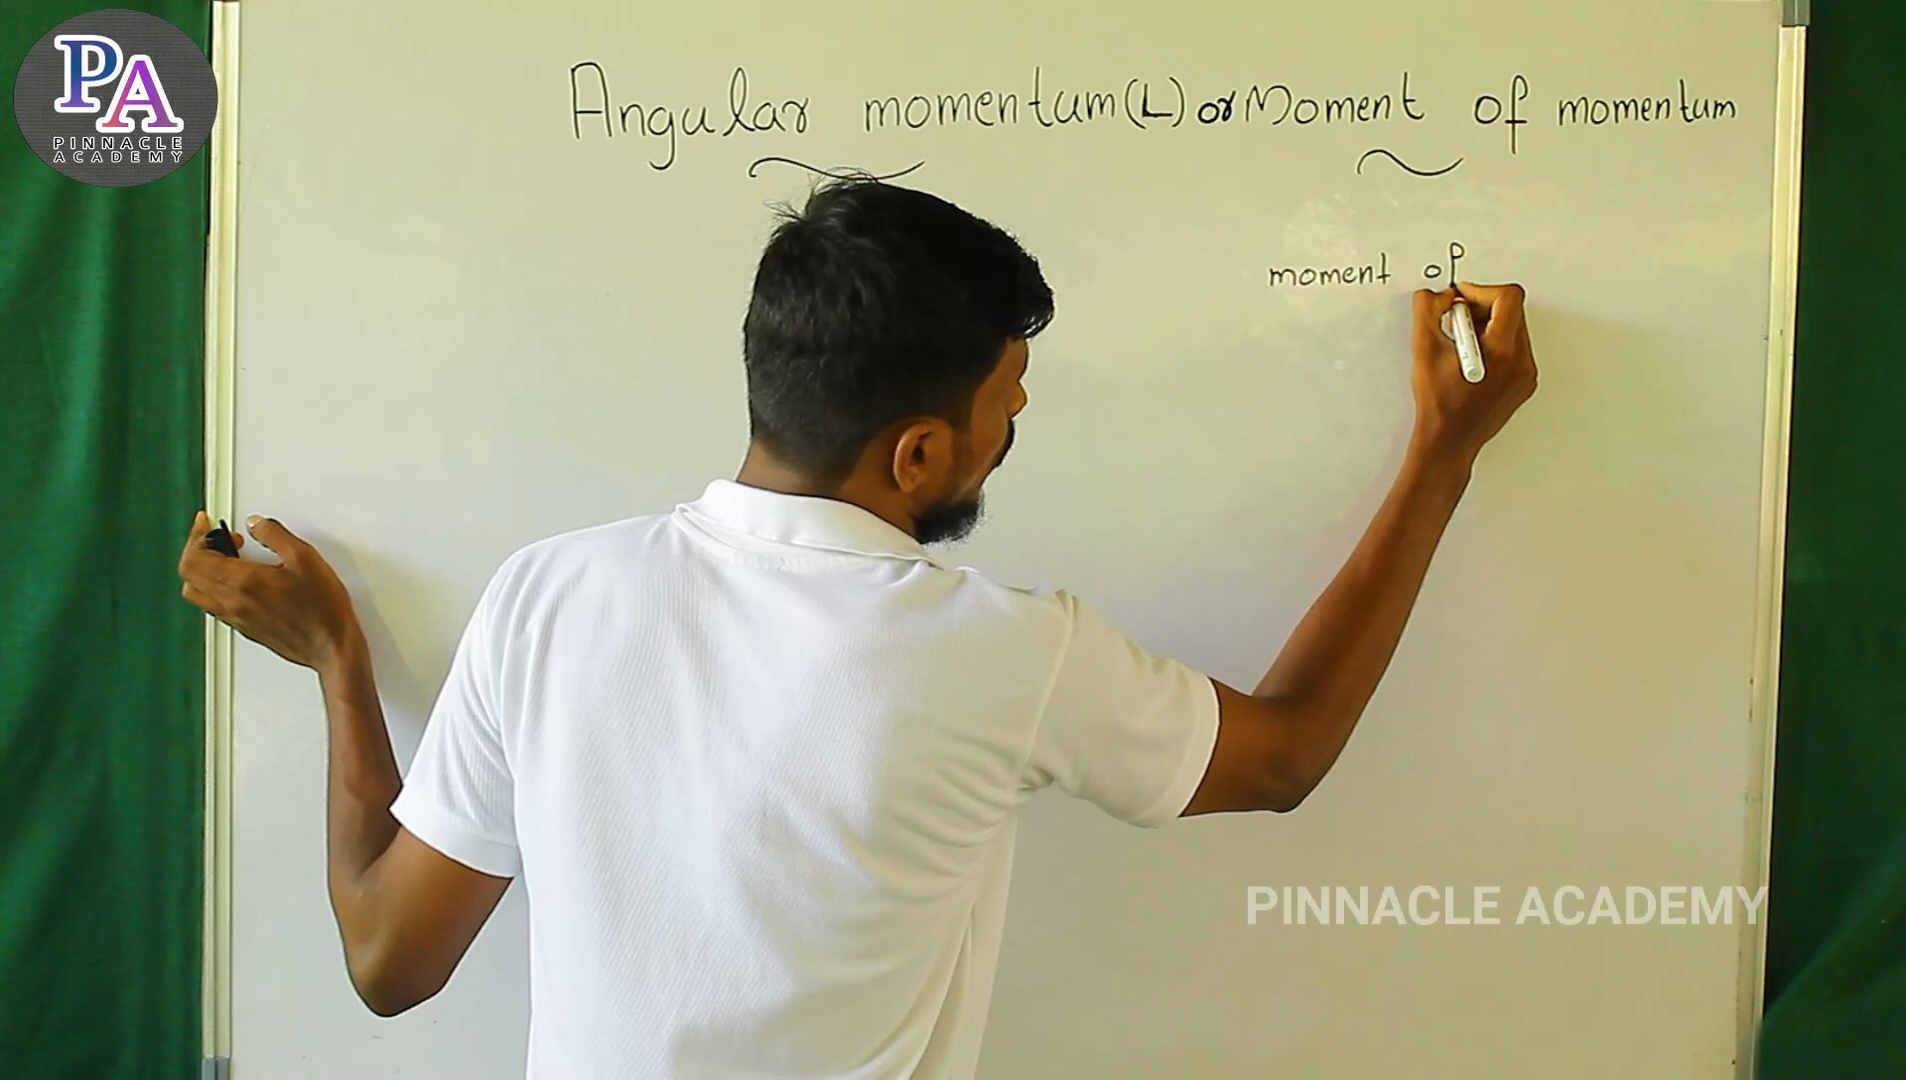 PA
PINNACLE
ACADEMY
Angular momentum (L) or Moment of momentum
moment of
PINNACLE ACADEMY